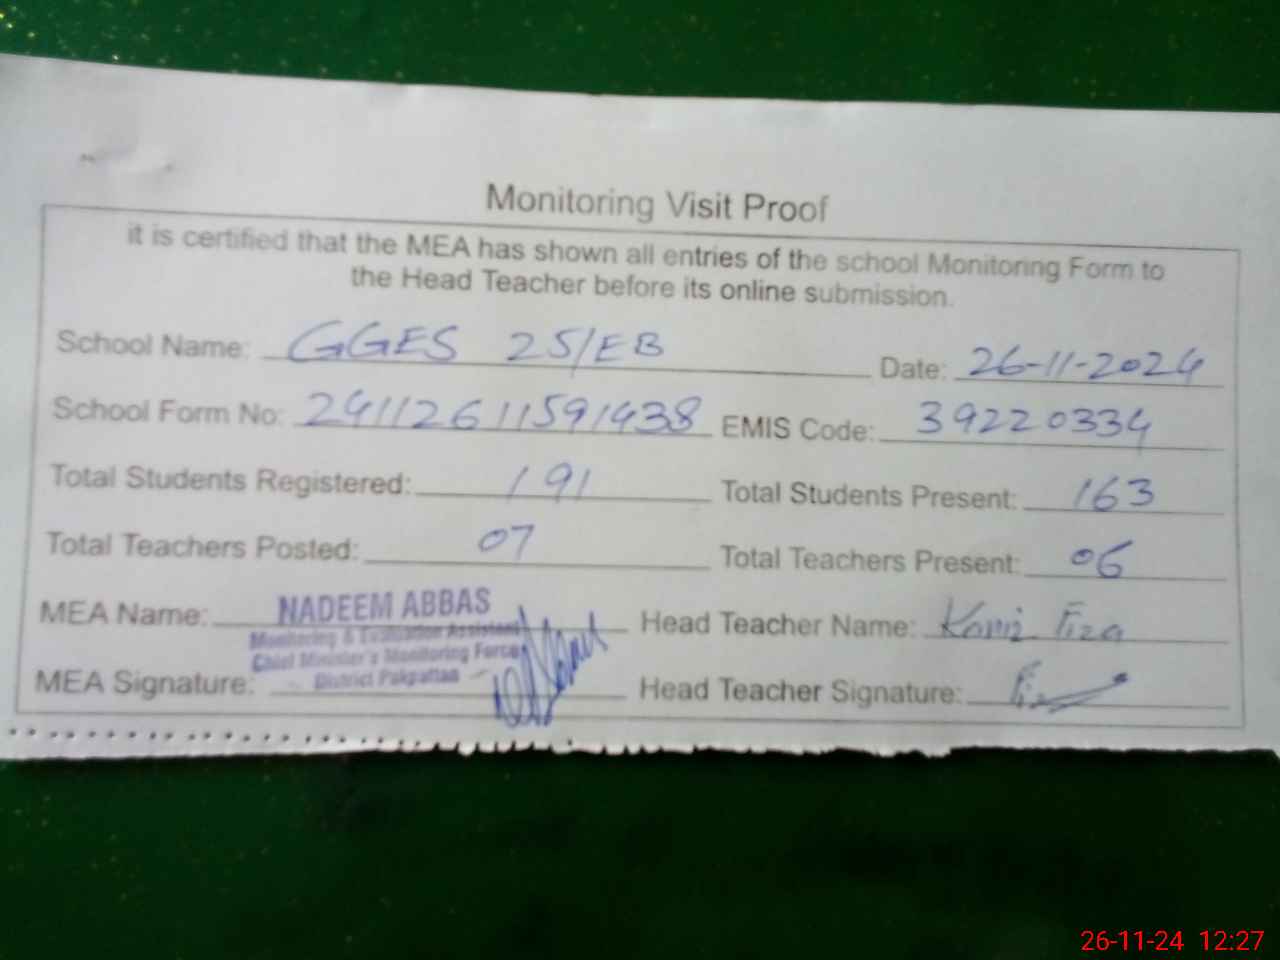 Monitoring Visit Proof
it is certified that the MEA has shown all entries of the school Monitoring Form to
the Head Teacher before its online submission.
School Name: GGES 25/EB Date: 26-11-2024
School Form No: 24112611591438 EMIS Code: 39220334
Total Students Registered: 191 Total Students Present: 163
Total Teachers Posted: 07 Total Teachers Present: 06
MEA Name: NADEEM ABBAS Head Teacher Name: Kaniz Fiza
Monitoring & Evaluation Assistant
Chief Minister's Monitoring Force
District Pakpattan
MEA Signature: Head Teacher Signature:
26-11-24 12:27